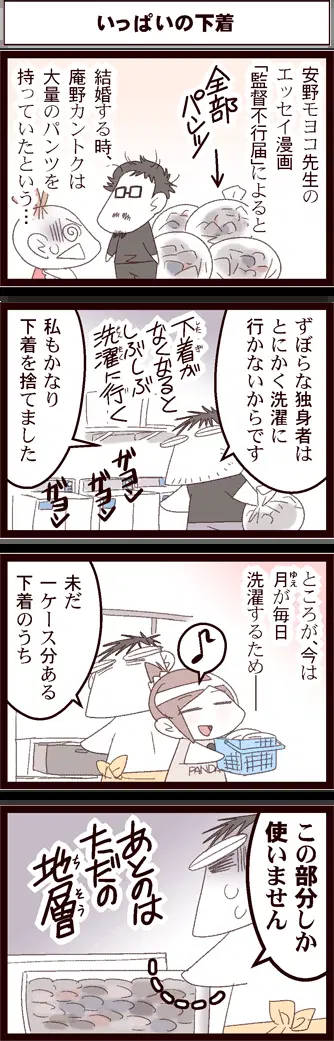 いっぱいの下着
安野モヨコ先生の
エッセイ漫画
「監督不行届」によると
全部
パンツ
結婚する時、
庵野カントクは
大量のパンツを
持っていたという…
ずぼらな独身者は
とにかく洗濯に
行かないからです
下着が
なくなると
しぶしぶ
洗濯に行く
ガヨン
ガヨン
私もかなり
下着を捨てました
ところが、今は
月が毎日
洗濯するため――
PANDA
未だ
一ケース分ある
下着のうち
この部分しか
使いません
あとのは
ただの
地層